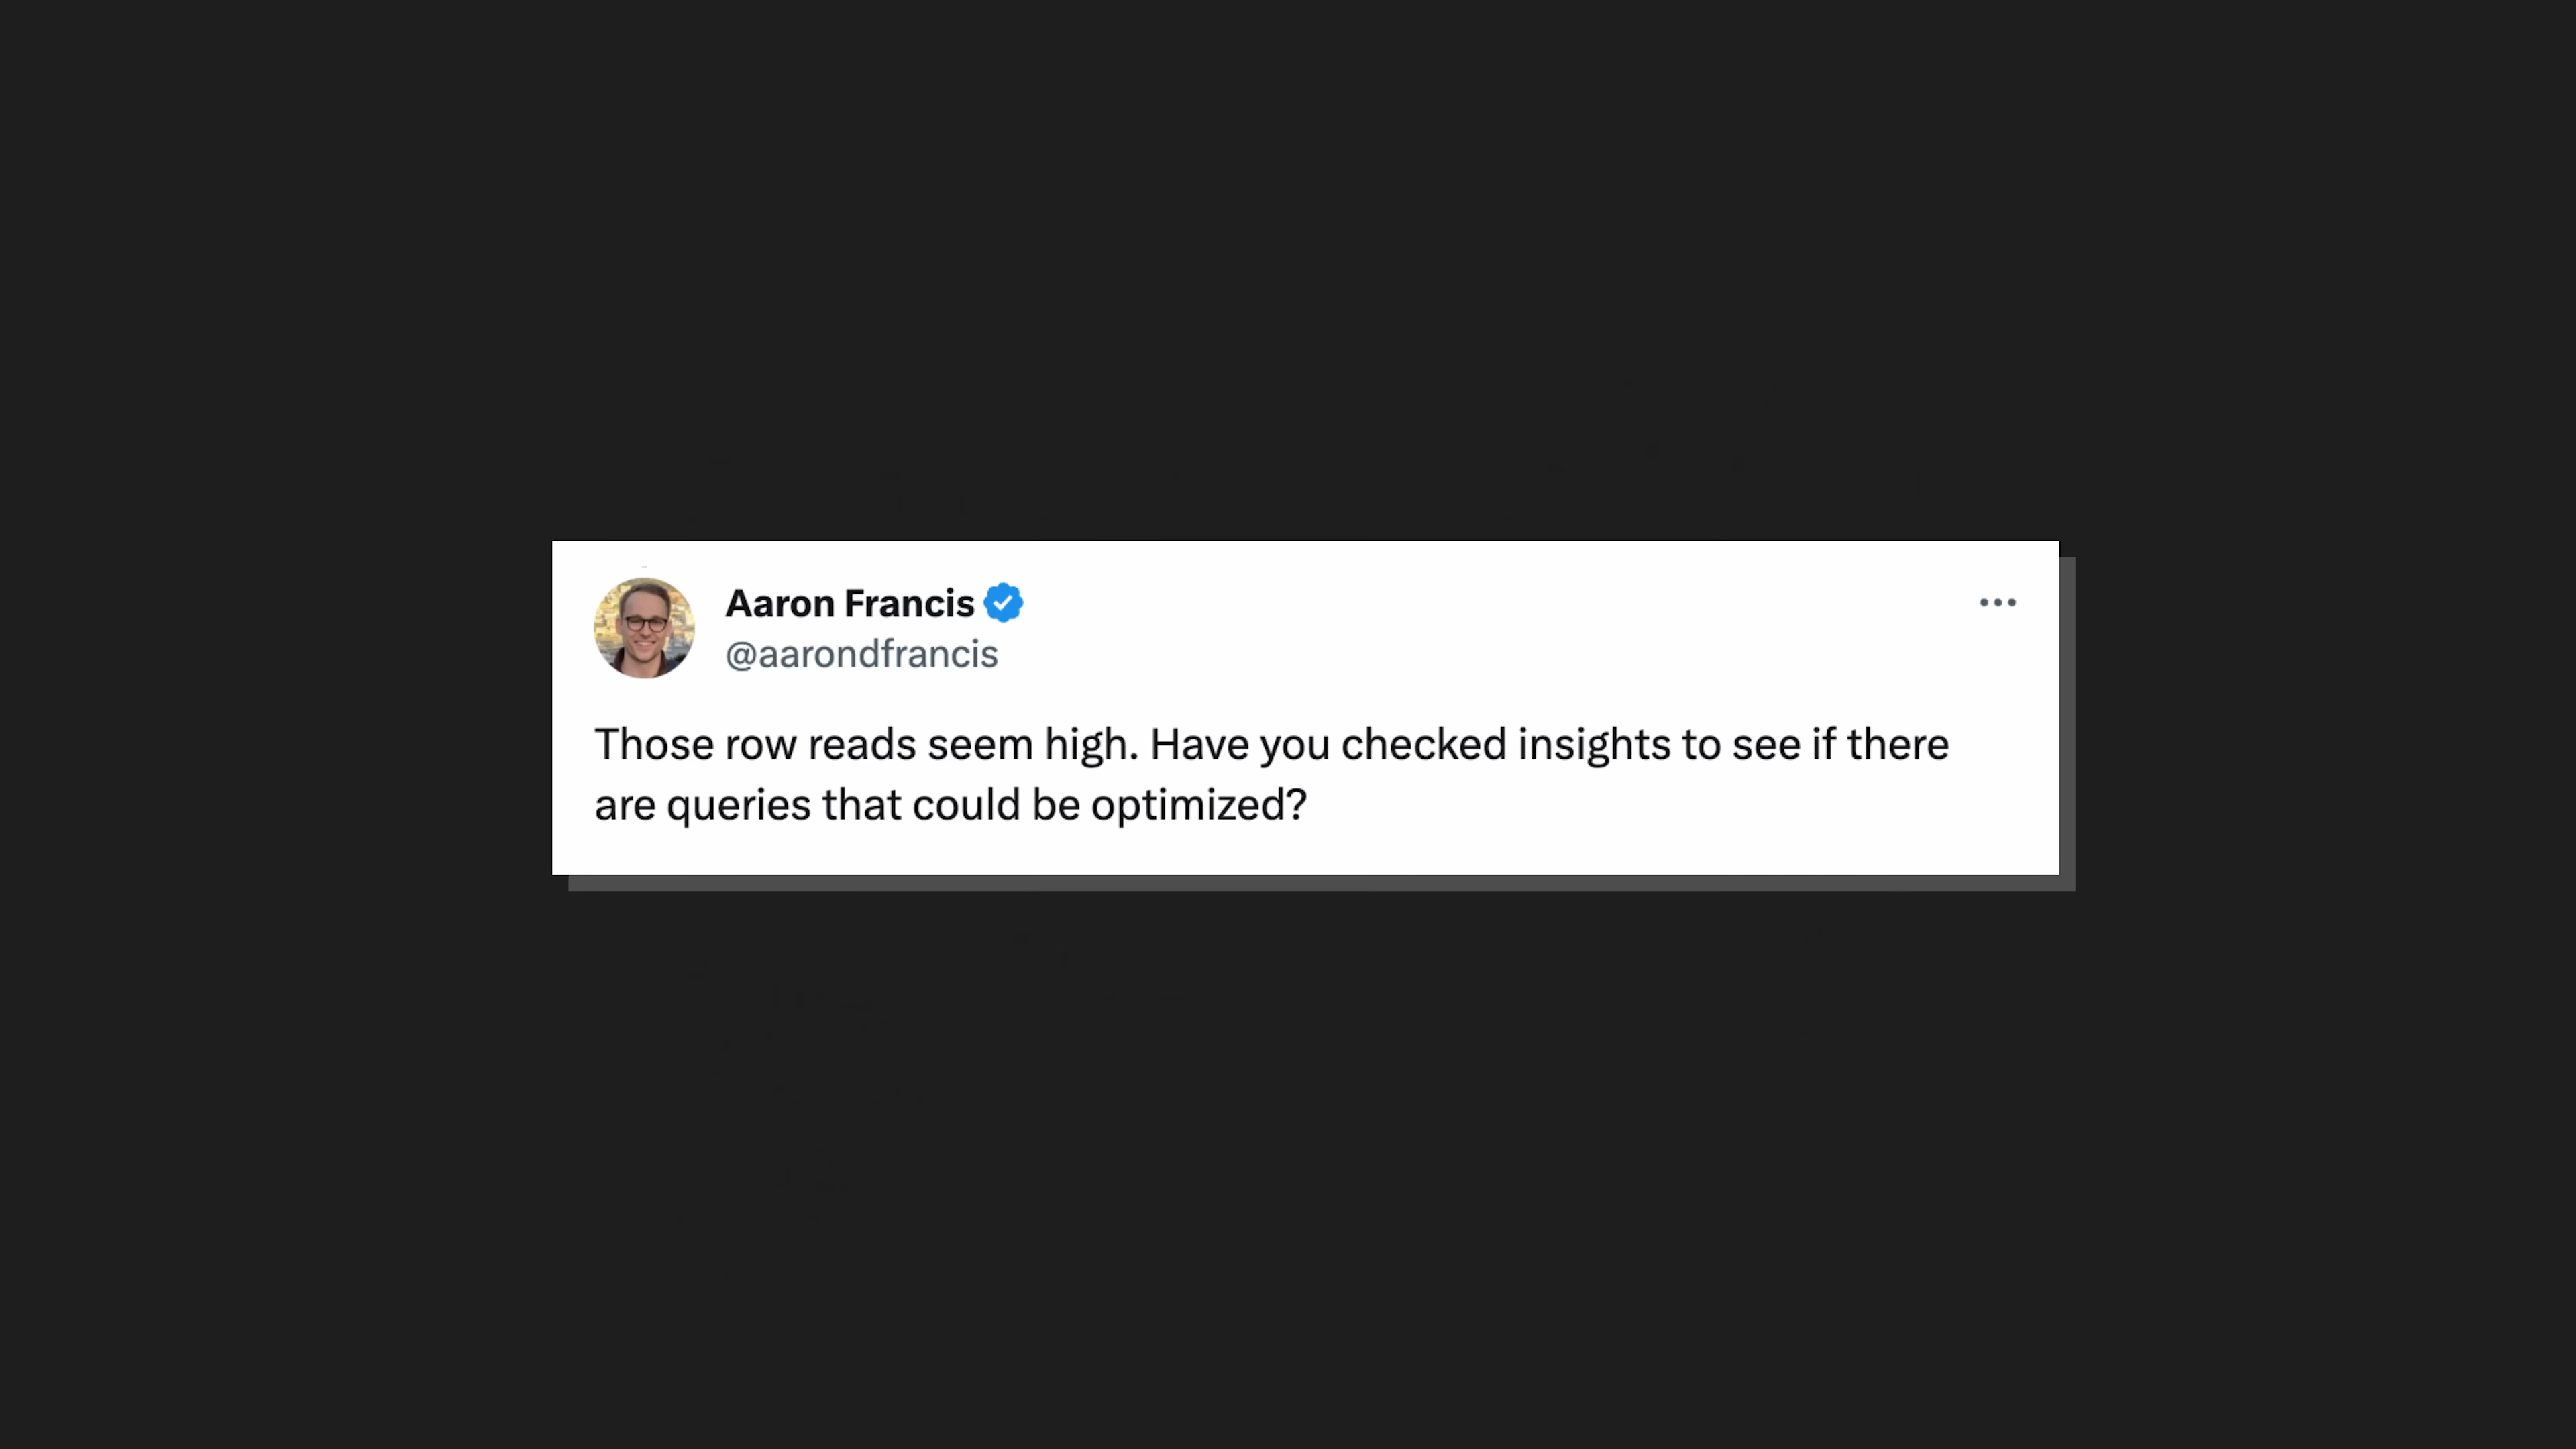 Aaron Francis
@aarondfrancis
Those row reads seem high. Have you checked insights to see if there
are queries that could be optimized?